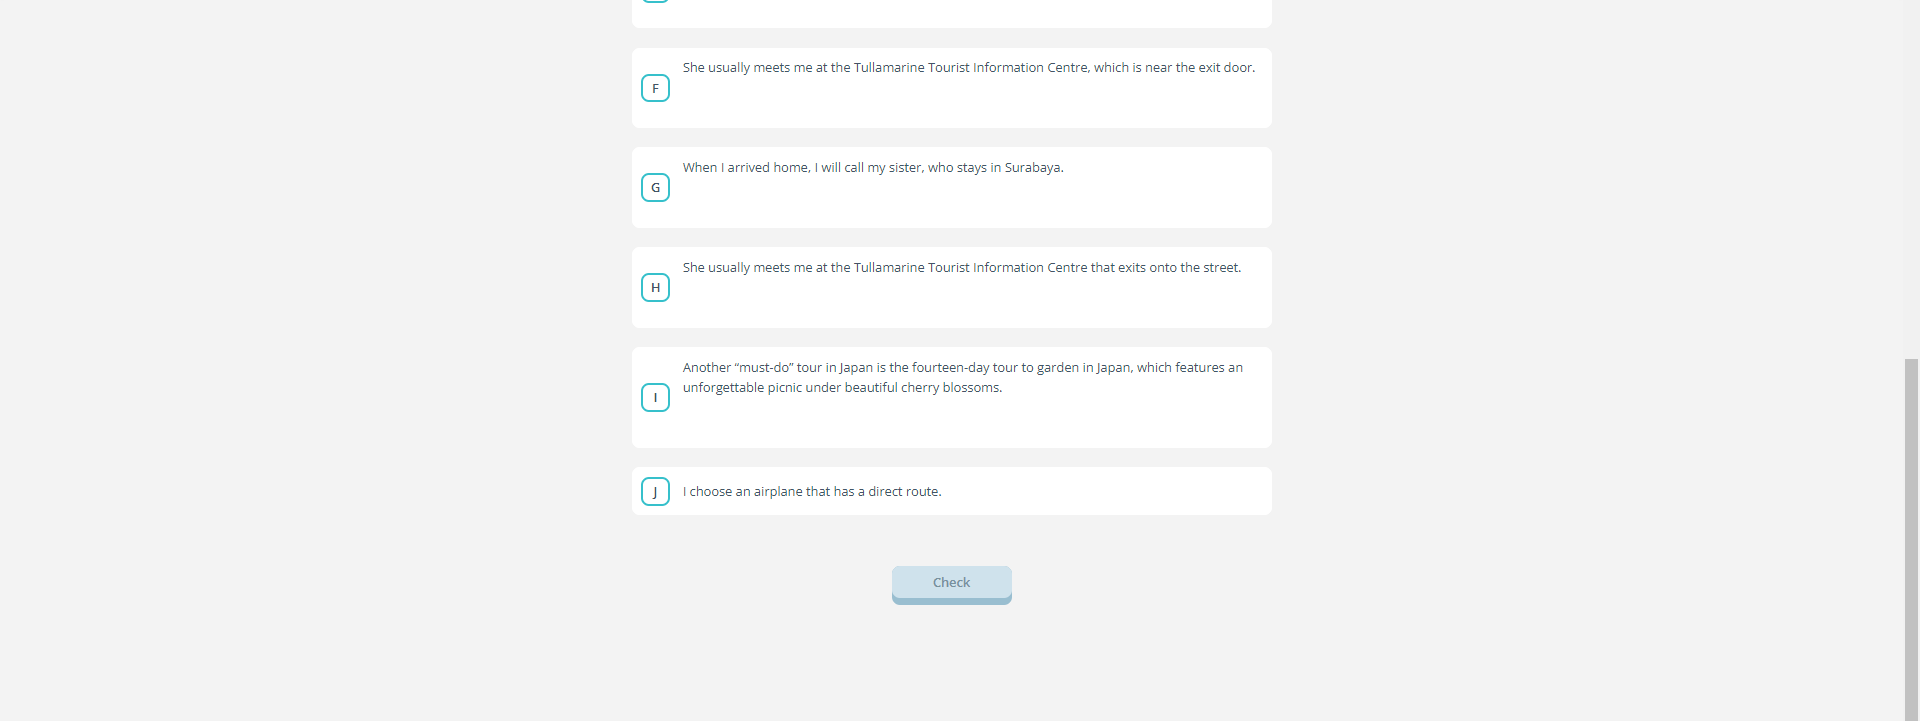 F
She usually meets me at the Tullamarine Tourist Information Centre, which is near the exit door.
G
When I arrived home, I will call my sister, who stays in Surabaya.
H
She usually meets me at the Tullamarine Tourist Information Centre that exits onto the street.
I
Another “must-do” tour in Japan is the fourteen-day tour to garden in Japan, which features an
unforgettable picnic under beautiful cherry blossoms.
J
I choose an airplane that has a direct route.
Check